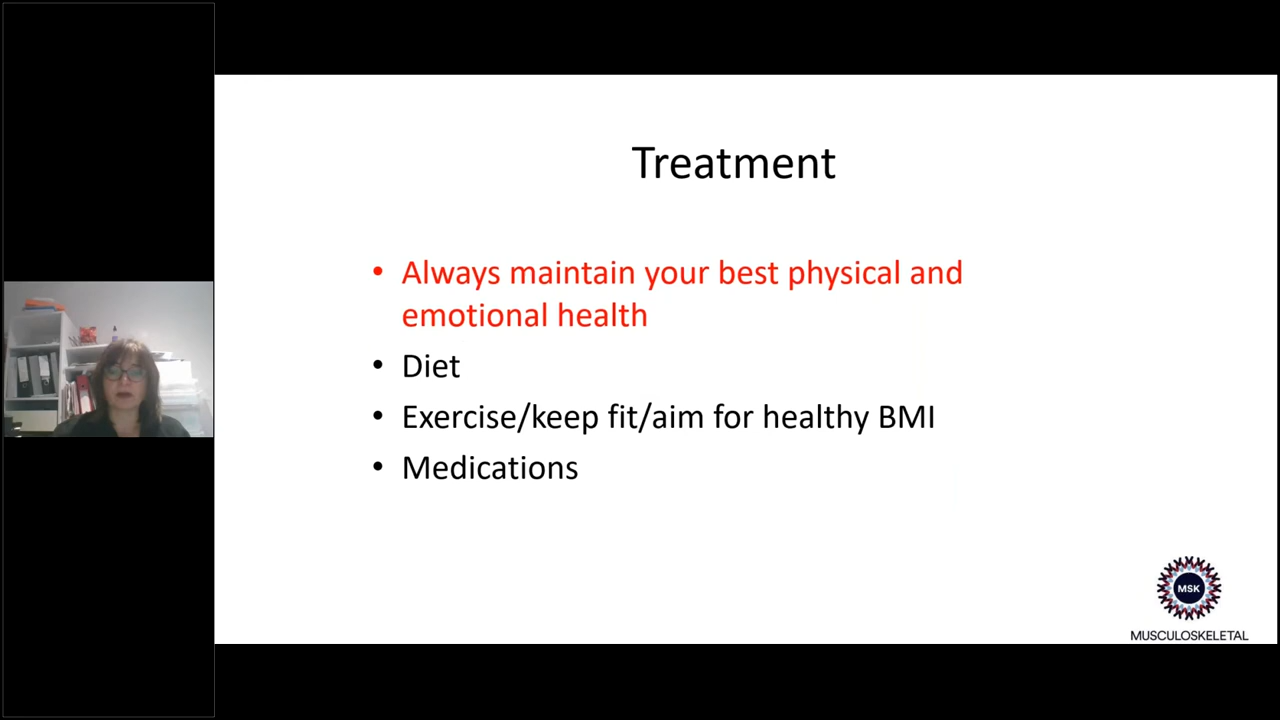 Treatment
• Always maintain your best physical and
emotional health
• Diet
• Exercise/keep fit/aim for healthy BMI
• Medications
MSK
MUSCULOSKELETAL